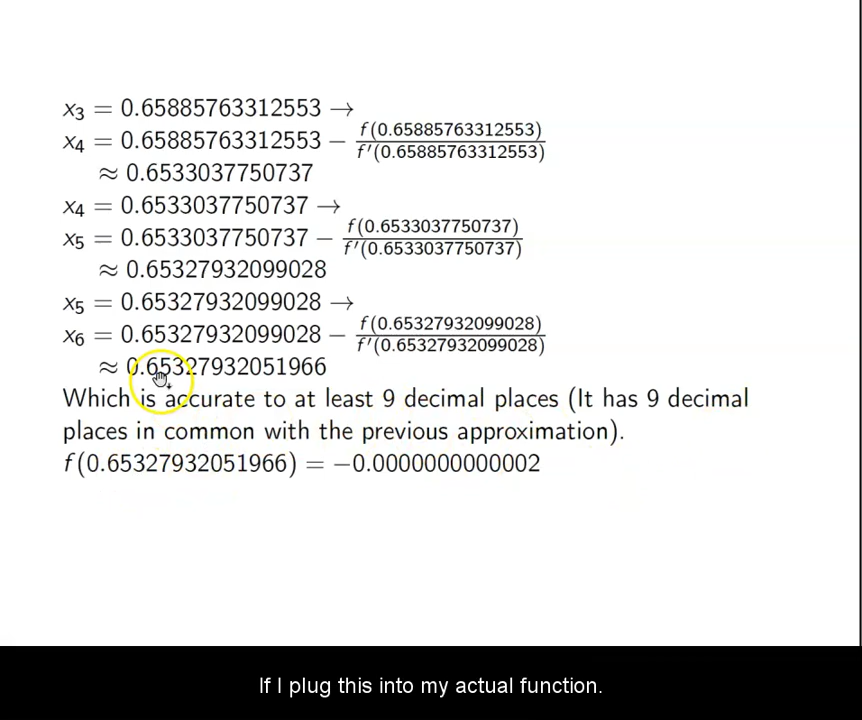 x₃ = 0.65885763312553 →
x₄ = 0.65885763312553 − f(0.65885763312553)/f′(0.65885763312553)
≈ 0.6533037750737
x₄ = 0.6533037750737 →
x₅ = 0.6533037750737 − f(0.6533037750737)/f′(0.6533037750737)
≈ 0.65327932099028
x₅ = 0.65327932099028 →
x₆ = 0.65327932099028 − f(0.65327932099028)/f′(0.65327932099028)
≈ 0.65327932051966
Which is accurate to at least 9 decimal places (It has 9 decimal
places in common with the previous approximation).
f(0.65327932051966) = −0.0000000000002
If I plug this into my actual function.